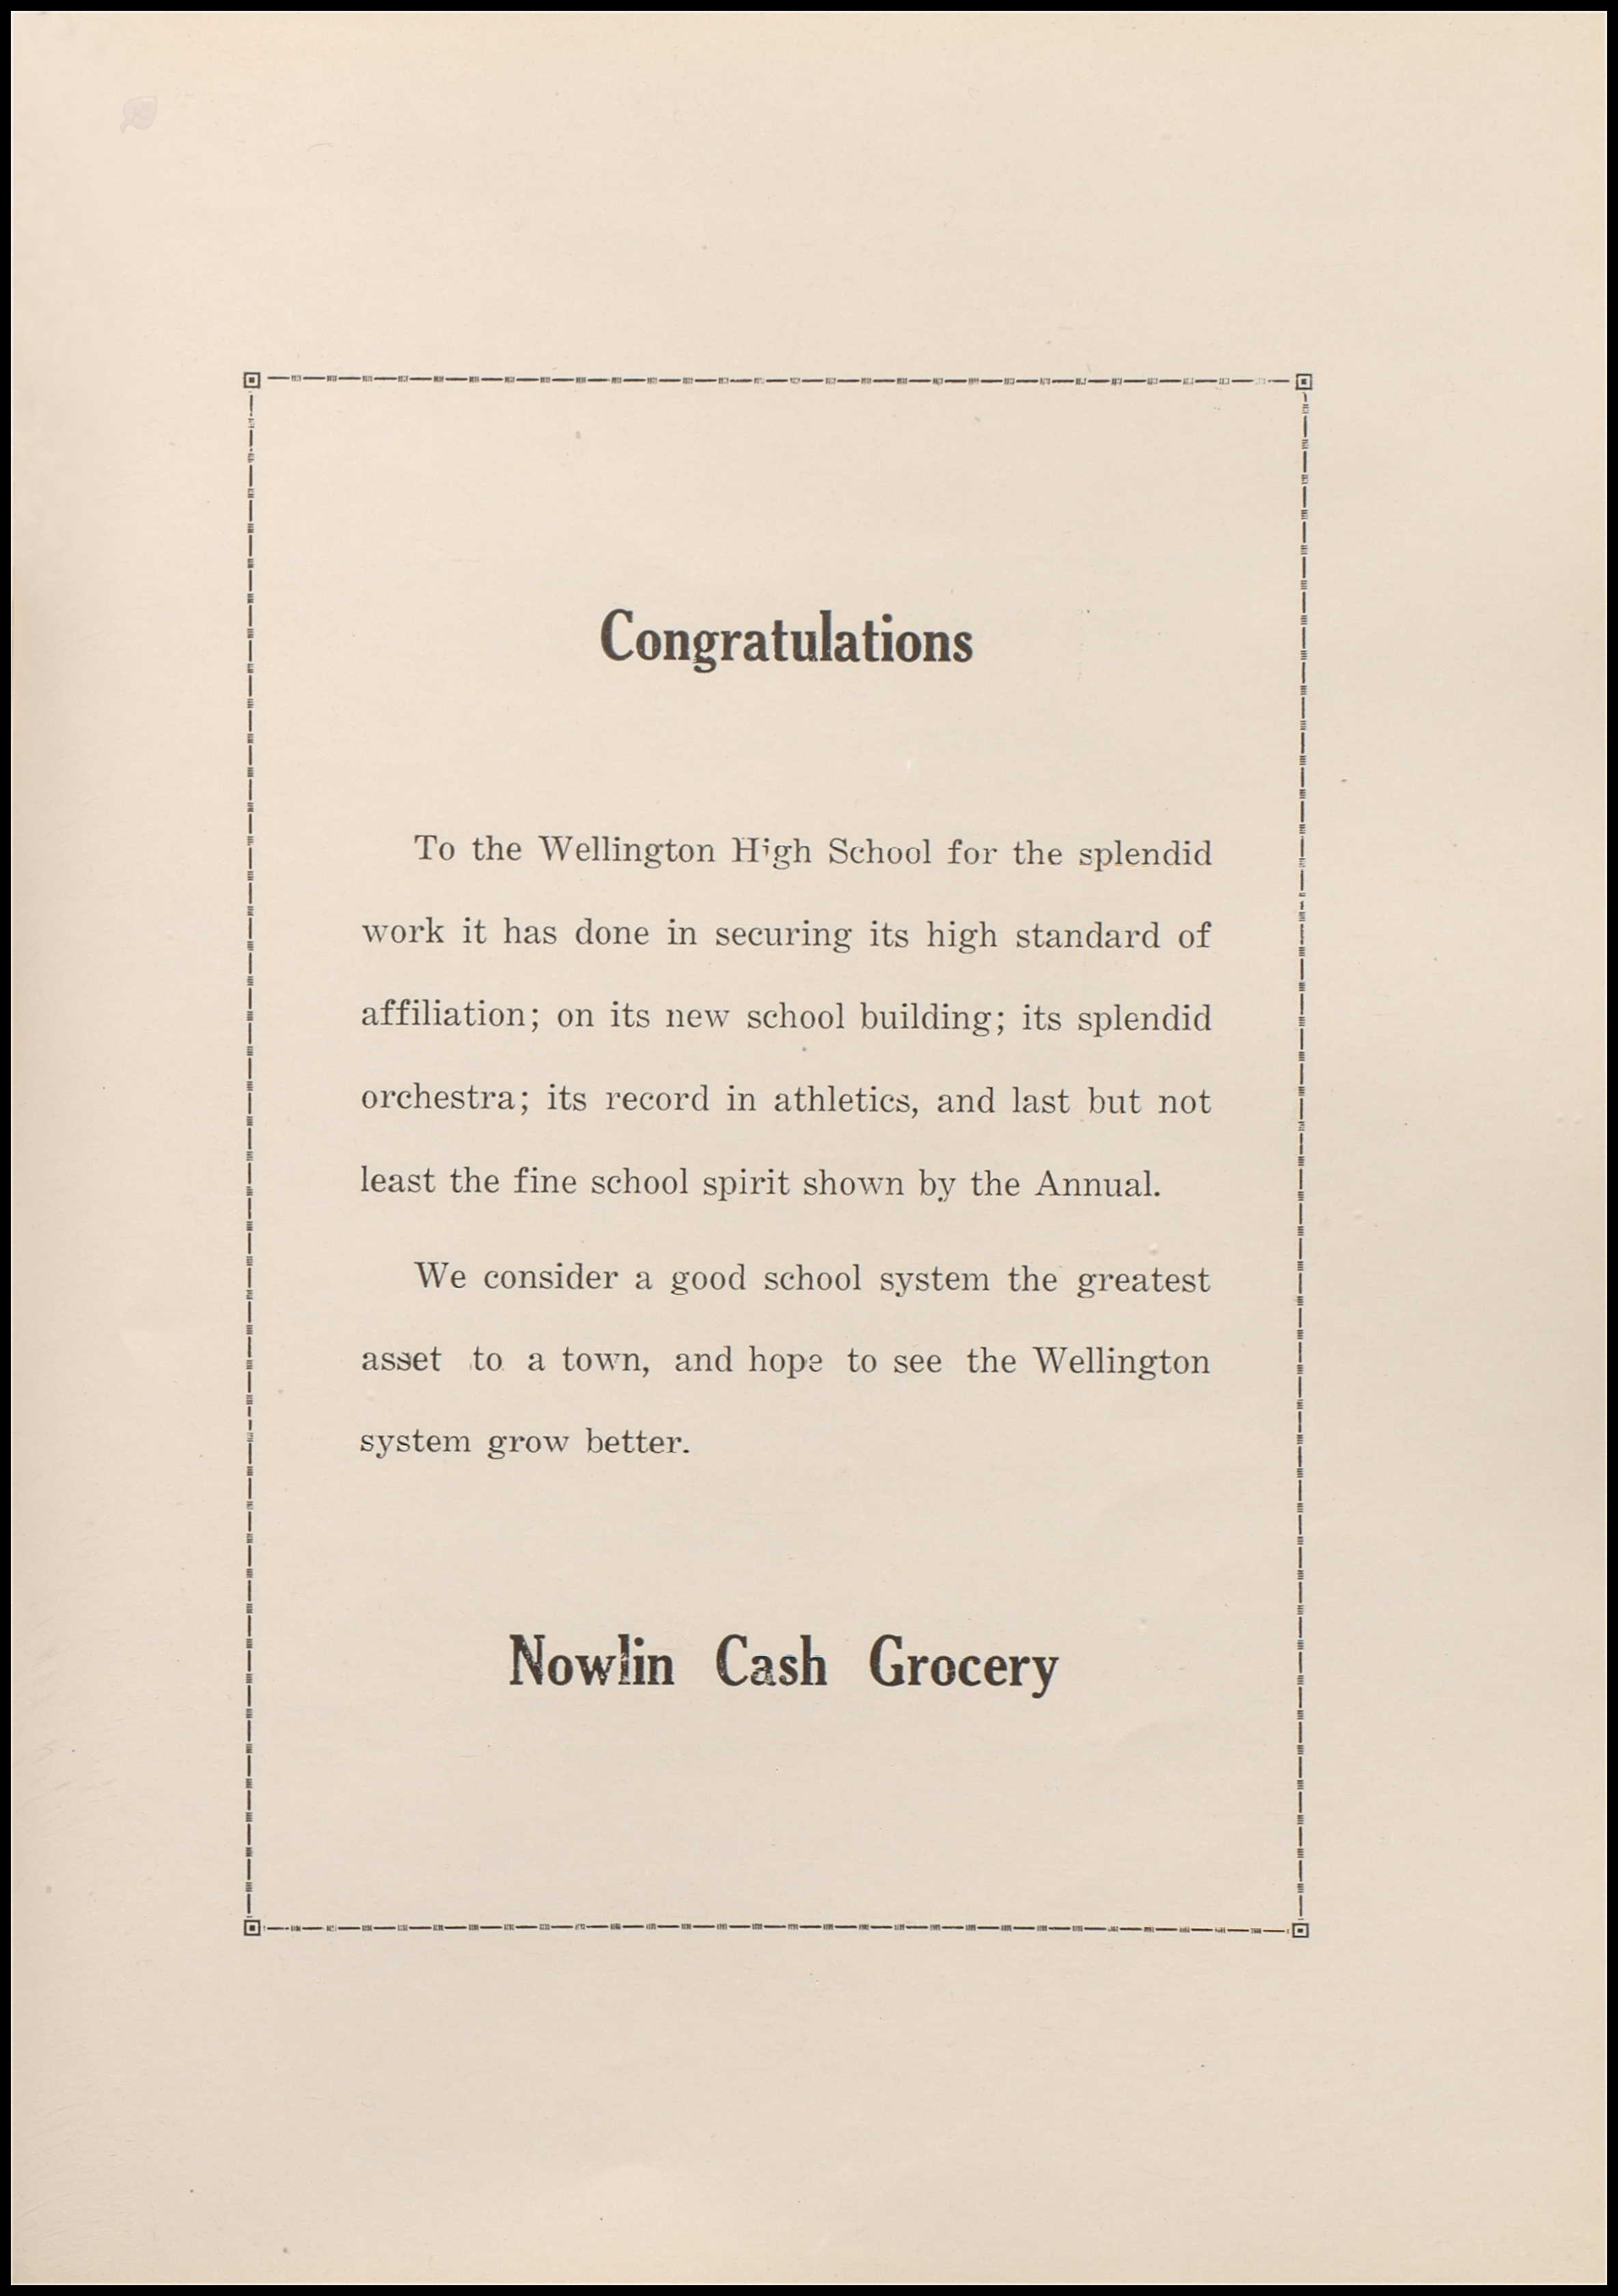 Congratulations
To the Wellington High School for the splendid
work it has done in securing its high standard of
affiliation; on its new school building; its splendid
orchestra; its record in athletics, and last but not
least the fine school spirit shown by the Annual.
We consider a good school system the greatest
asset to a town, and hope to see the Wellington
system grow better.
Nowlin Cash Grocery